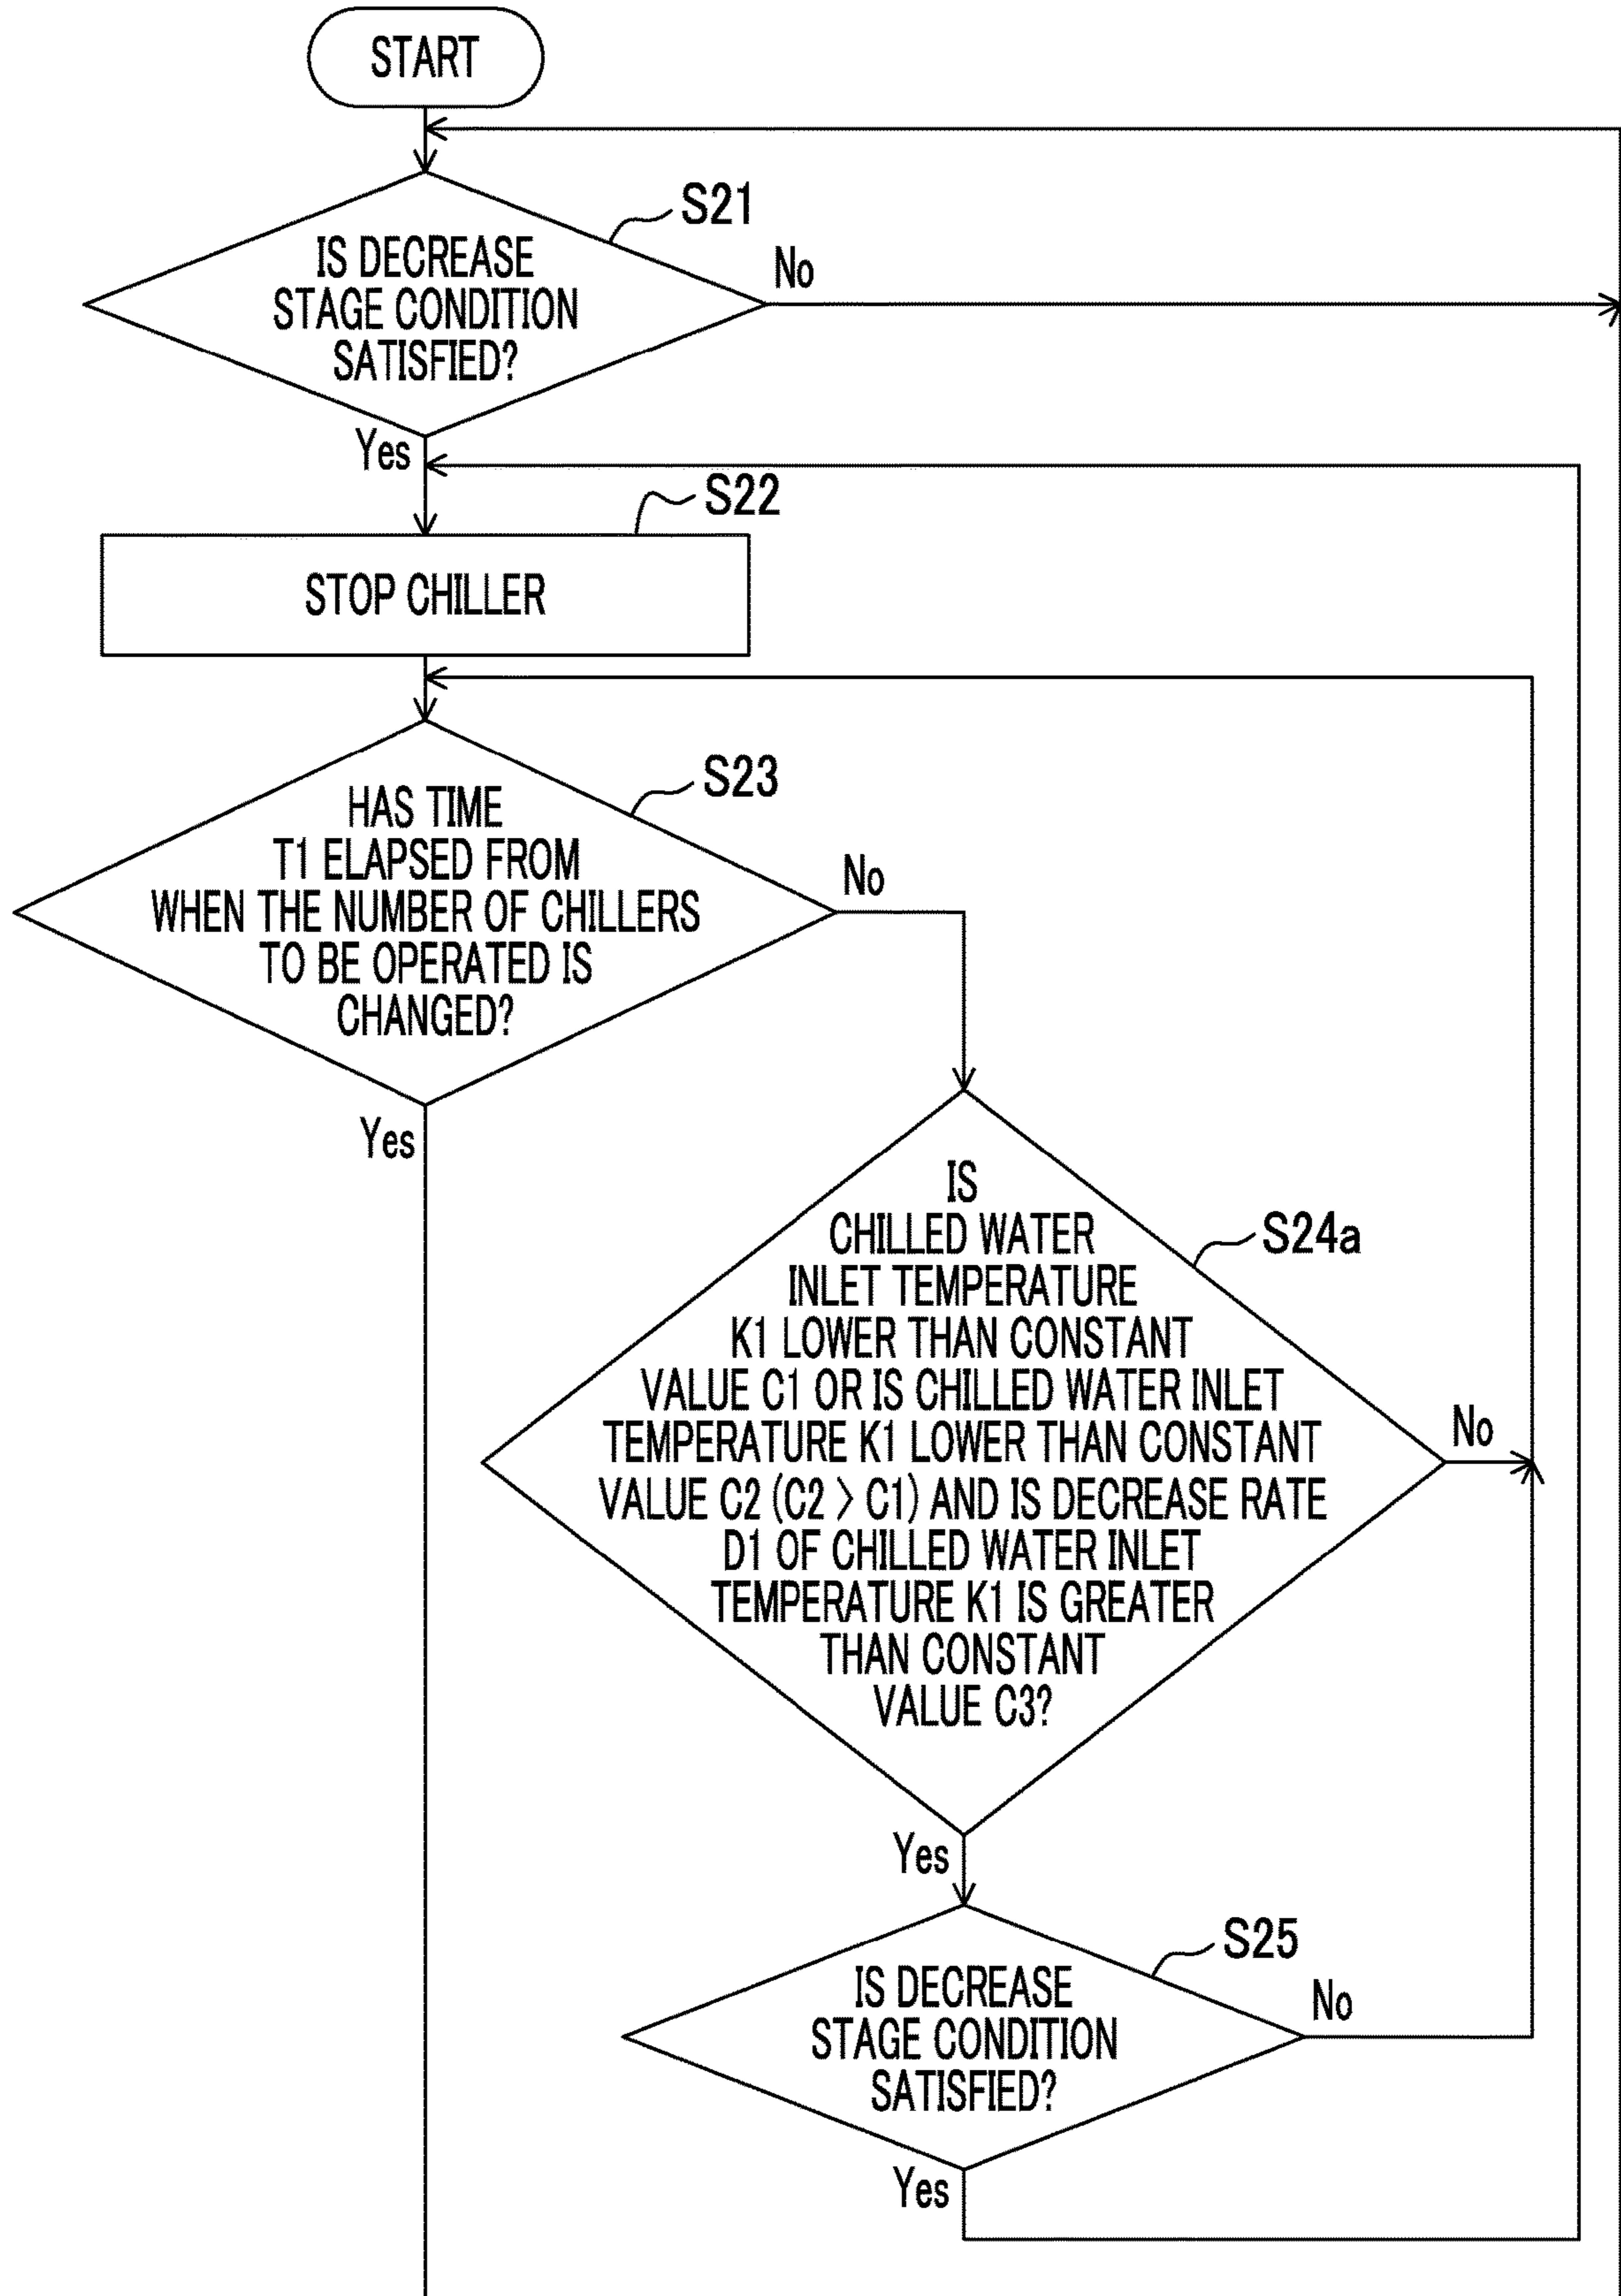 START
S21
IS DECREASE
STAGE CONDITION
SATISFIED?
No
Yes
S22
STOP CHILLER
S23
HAS TIME
T1 ELAPSED FROM
WHEN THE NUMBER OF CHILLERS
TO BE OPERATED IS
CHANGED?
No
Yes
S24a
IS
CHILLED WATER
INLET TEMPERATURE
K1 LOWER THAN CONSTANT
VALUE C1 OR IS CHILLED WATER INLET
TEMPERATURE K1 LOWER THAN CONSTANT
VALUE C2 (C2 > C1) AND IS DECREASE RATE
D1 OF CHILLED WATER INLET
TEMPERATURE K1 IS GREATER
THAN CONSTANT
VALUE C3?
No
Yes
S25
IS DECREASE
STAGE CONDITION
SATISFIED?
No
Yes